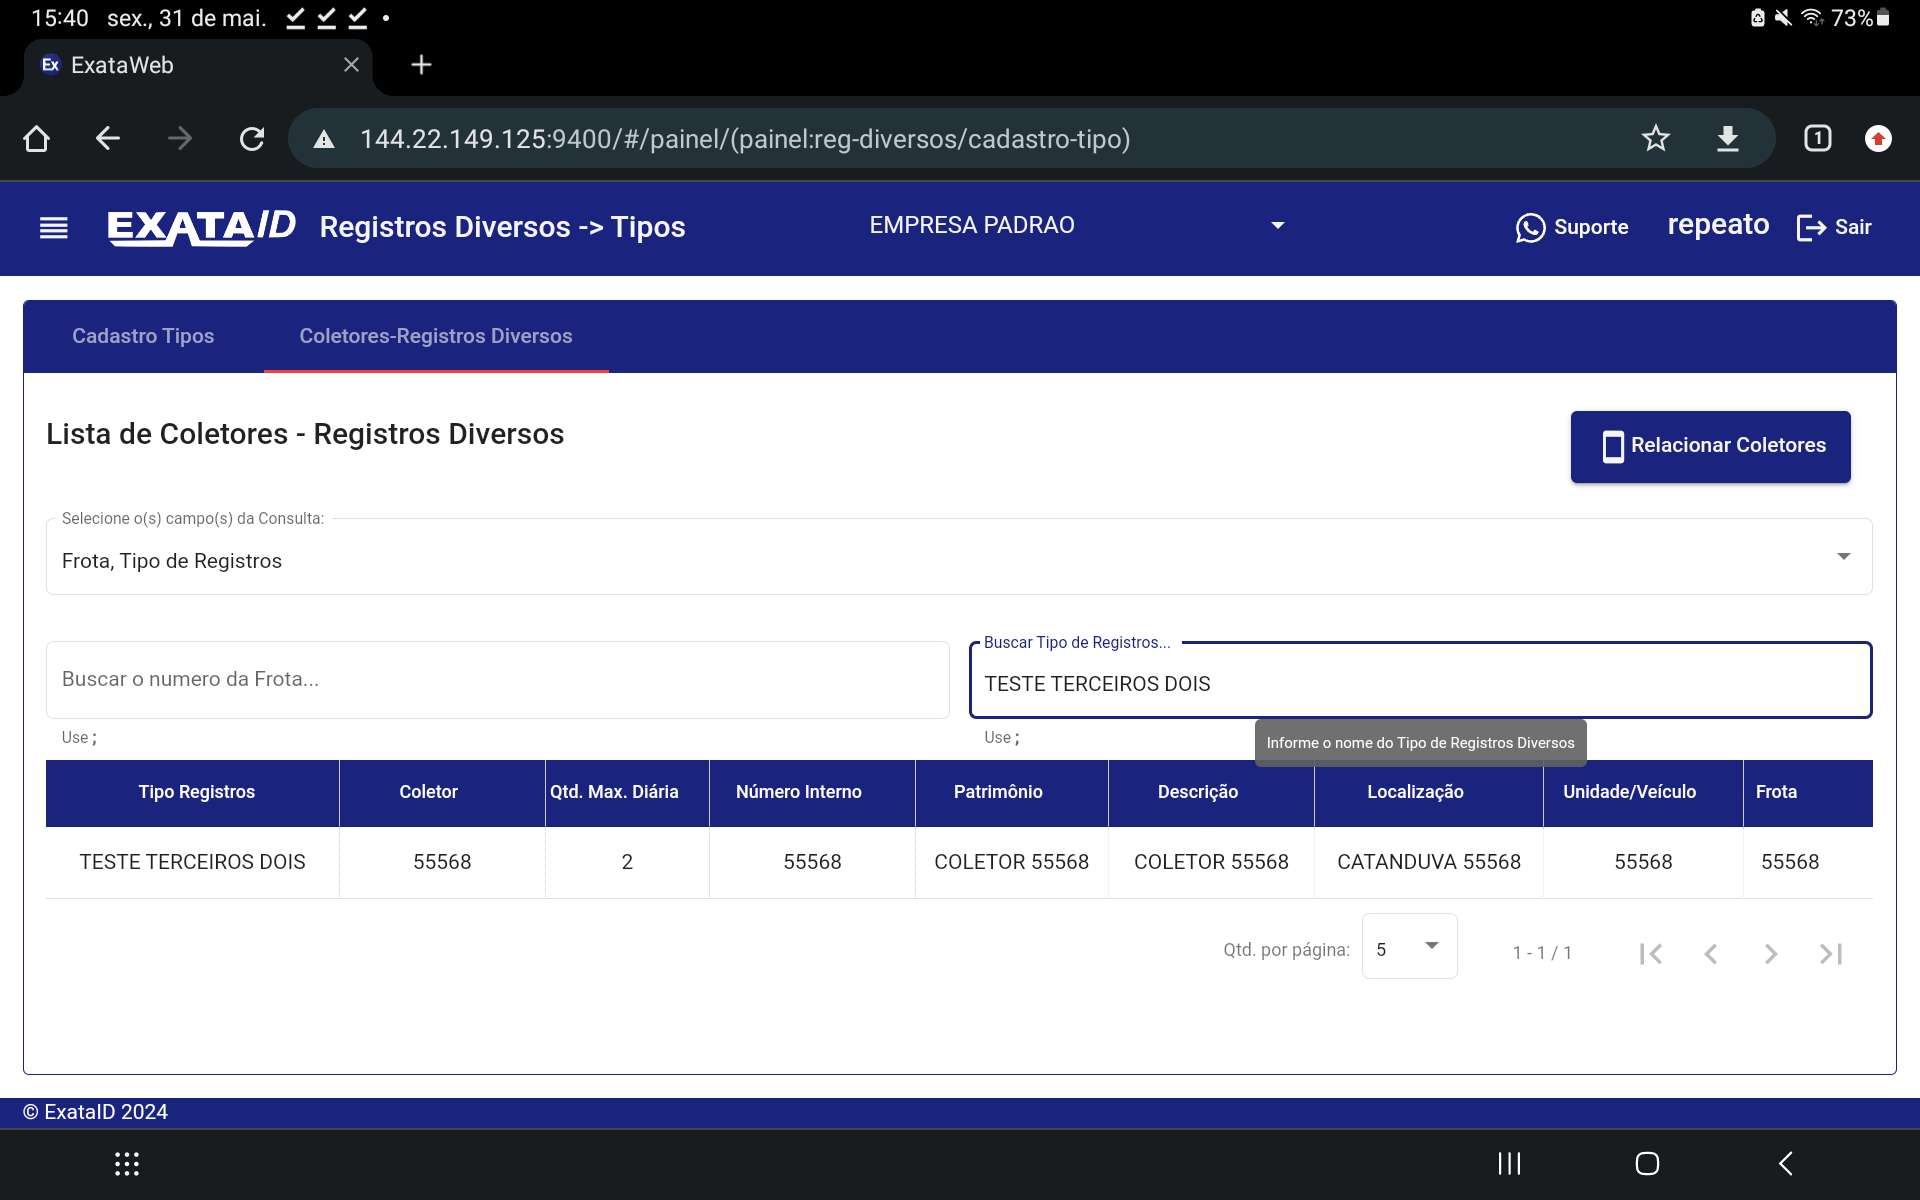 15:40 sex., 31 de mai.
73%
Ex ExataWeb
144.22.149.125:9400/#/painel/(painel:reg-diversos/cadastro-tipo)
1
EXATAID Registros Diversos -> Tipos EMPRESA PADRAO Suporte repeato Sair
Cadastro Tipos Coletores-Registros Diversos
Lista de Coletores - Registros Diversos
Relacionar Coletores
Selecione o(s) campo(s) da Consulta:
Frota, Tipo de Registros
Buscar o numero da Frota...
Buscar Tipo de Registros...
TESTE TERCEIROS DOIS
Use ; Use ;
Informe o nome do Tipo de Registros Diversos
Tipo Registros Coletor Qtd. Max. Diária Número Interno Patrimônio Descrição Localização Unidade/Veículo Frota
TESTE TERCEIROS DOIS 55568 2 55568 COLETOR 55568 COLETOR 55568 CATANDUVA 55568 55568 55568
Qtd. por página: 5 1 - 1 / 1
© ExataID 2024